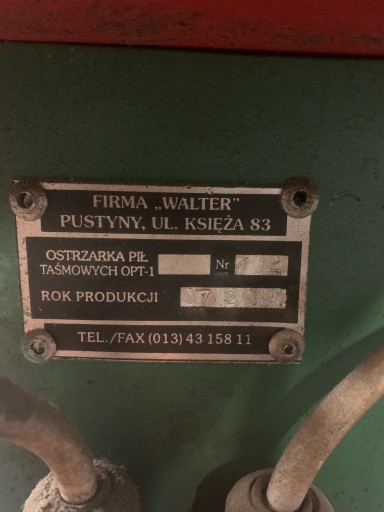 FIRMA „WALTER"
PUSTYNY, UL. KSIĘŻA 83
OSTRZARKA PIŁ
TAŚMOWYCH OPT-1 Nr
ROK PRODUKCJI
TEL./FAX (013) 43 158 11